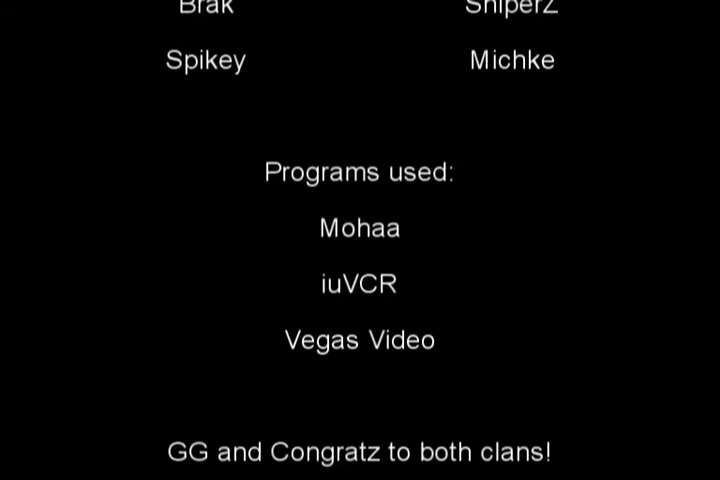 Brak SniperZ
Spikey Michke
Programs used:
Mohaa
iuVCR
Vegas Video
GG and Congratz to both clans!